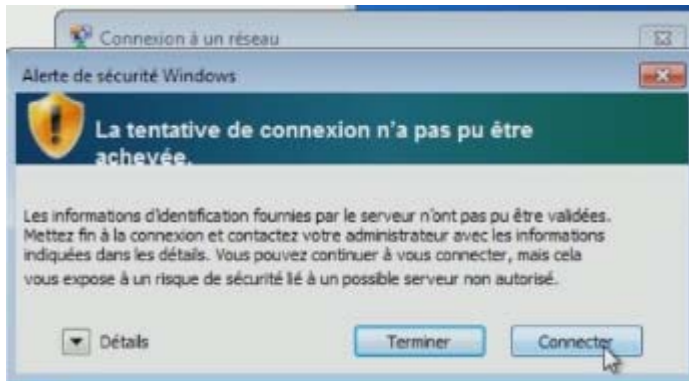 Connexion à un réseau
Alerte de sécurité Windows
La tentative de connexion n'a pas pu être
achevée.
Les informations d'identification fournies par le serveur n'ont pas pu être validées.
Mettez fin à la connexion et contactez votre administrateur avec les informations
indiquées dans les détails. Vous pouvez continuer à vous connecter, mais cela
vous expose à un risque de sécurité lié à un possible serveur non autorisé.
Détails
Terminer
Connecter